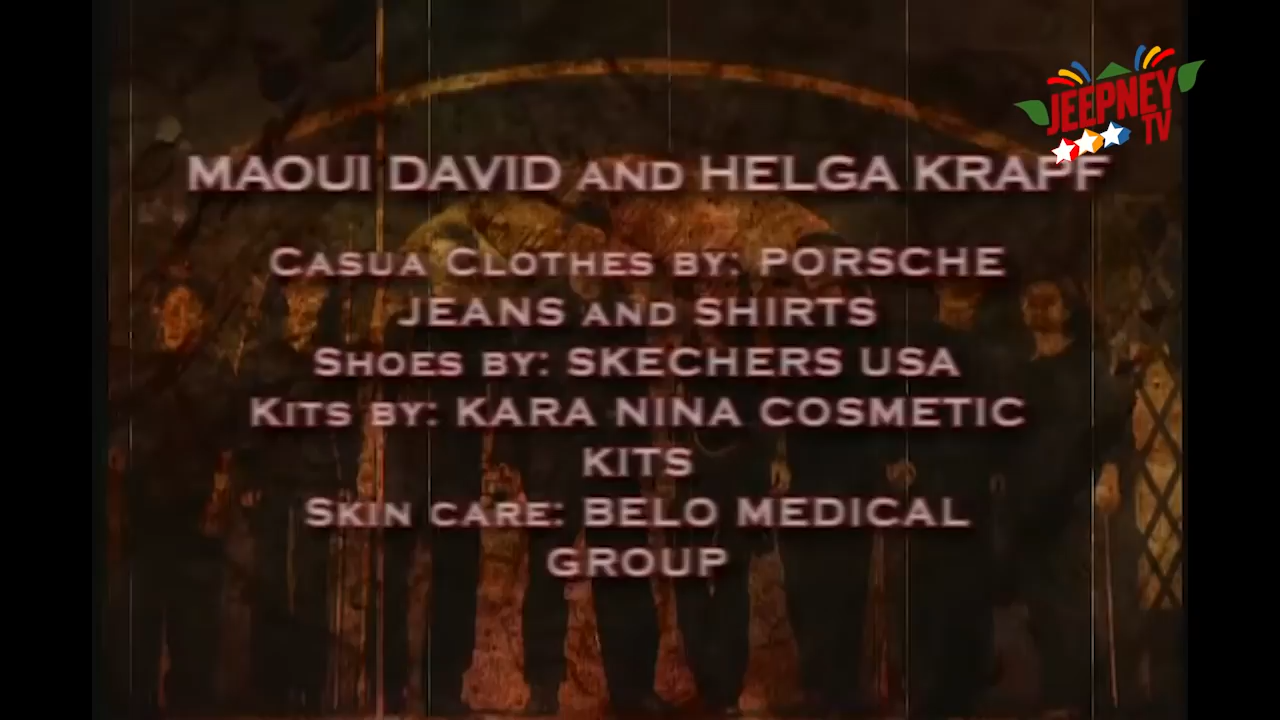 JEEPNEY
TV
MAOUI DAVID AND HELGA KRAPF
CASUA CLOTHES BY: PORSCHE
JEANS AND SHIRTS
SHOES BY: SKECHERS USA
KITS BY: KARA NINA COSMETIC
KITS
SKIN CARE: BELO MEDICAL
GROUP